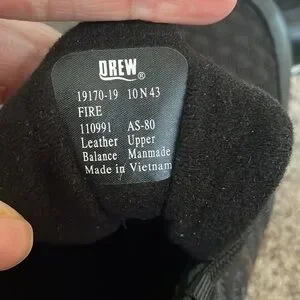 DREW®
19170-19 10 N 43
FIRE
110991 AS-80
Leather Upper
Balance Manmade
Made in Vietnam